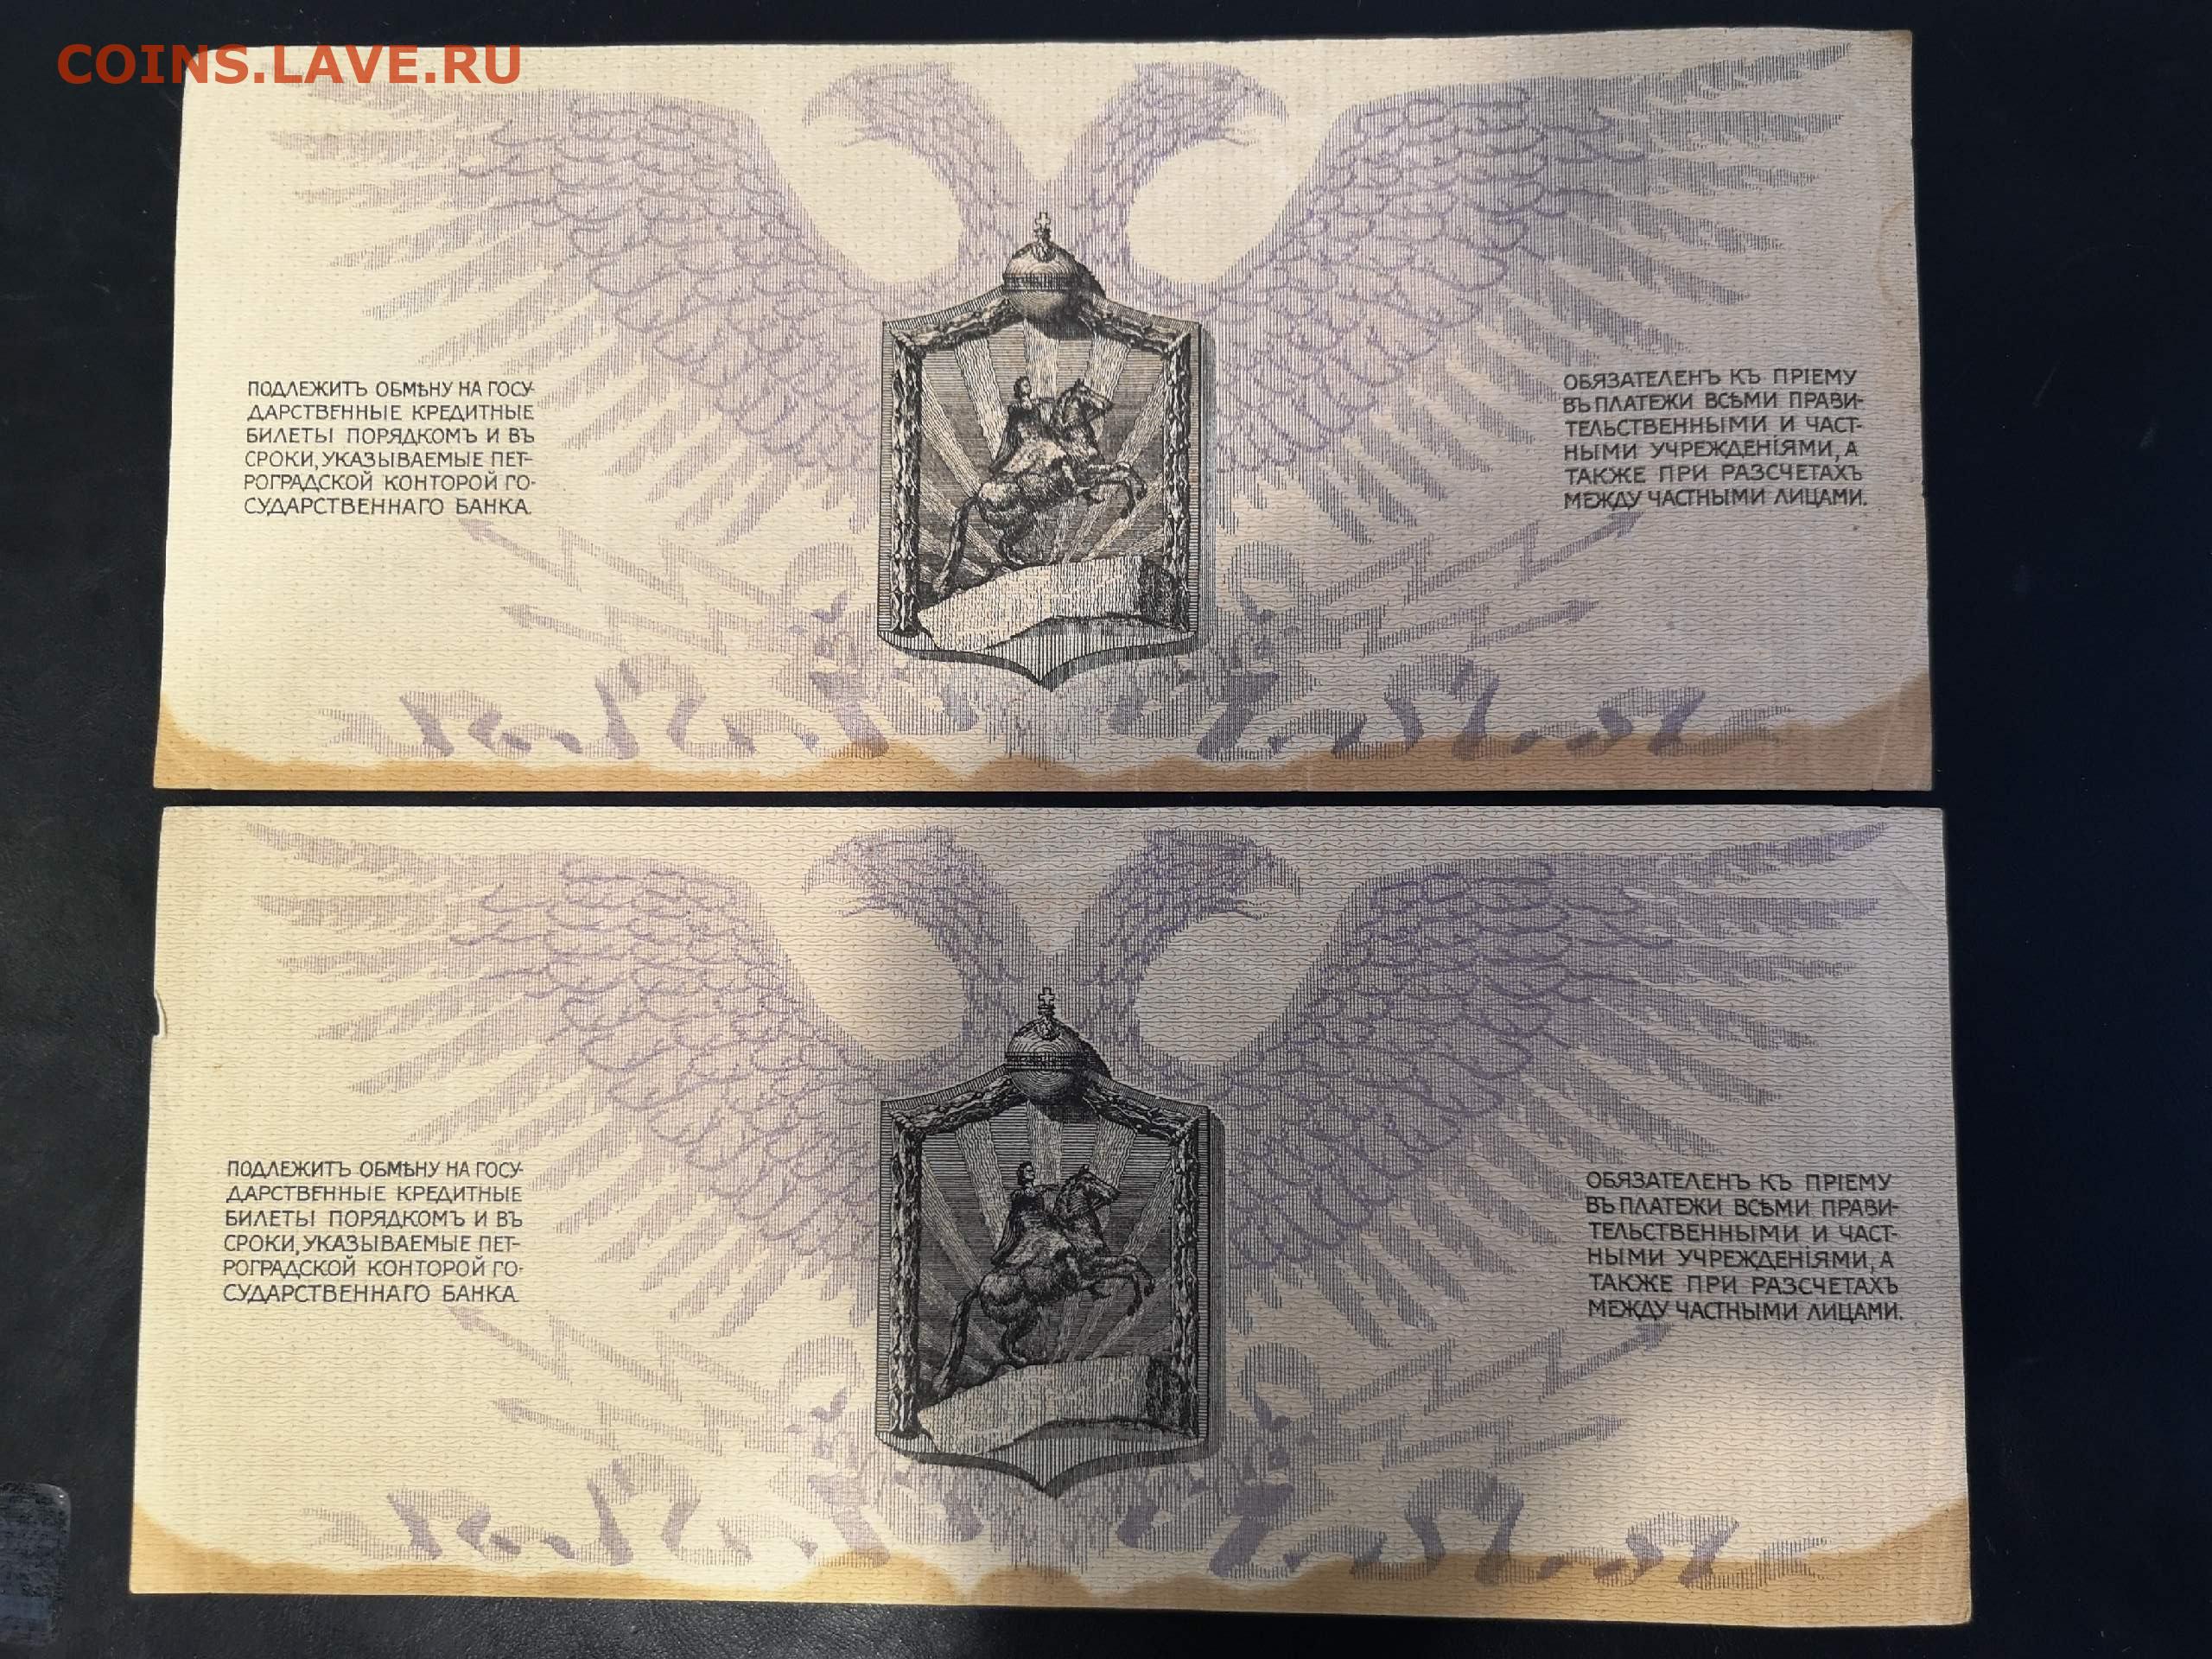 COINS.LAVE.RU
ПОДЛЕЖИТЪ ОБМѢНУ НА ГОСУ-
ДАРСТВЕННЫЕ КРЕДИТНЫЕ
БИЛЕТЫ ПОРЯДКОМЪ И ВЪ
СРОКИ, УКАЗЫВАЕМЫЕ ПЕТ-
РОГРАДСКОЙ КОНТОРОЙ ГО-
СУДАРСТВЕННАГО БАНКА.
ОБЯЗАТЕЛЕНЪ КЪ ПРІЕМУ
ВЪ ПЛАТЕЖИ ВСѢМИ ПРАВИ-
ТЕЛЬСТВЕННЫМИ И ЧАСТ-
НЫМИ УЧРЕЖДЕНІЯМИ, А
ТАКЖЕ ПРИ РАЗСЧЕТАХЪ
МЕЖДУ ЧАСТНЫМИ ЛИЦАМИ.
ПОДЛЕЖИТЪ ОБМѢНУ НА ГОСУ-
ДАРСТВЕННЫЕ КРЕДИТНЫЕ
БИЛЕТЫ ПОРЯДКОМЪ И ВЪ
СРОКИ, УКАЗЫВАЕМЫЕ ПЕТ-
РОГРАДСКОЙ КОНТОРОЙ ГО-
СУДАРСТВЕННАГО БАНКА.
ОБЯЗАТЕЛЕНЪ КЪ ПРІЕМУ
ВЪ ПЛАТЕЖИ ВСѢМИ ПРАВИ-
ТЕЛЬСТВЕННЫМИ И ЧАСТ-
НЫМИ УЧРЕЖДЕНІЯМИ, А
ТАКЖЕ ПРИ РАЗСЧЕТАХЪ
МЕЖДУ ЧАСТНЫМИ ЛИЦАМИ.